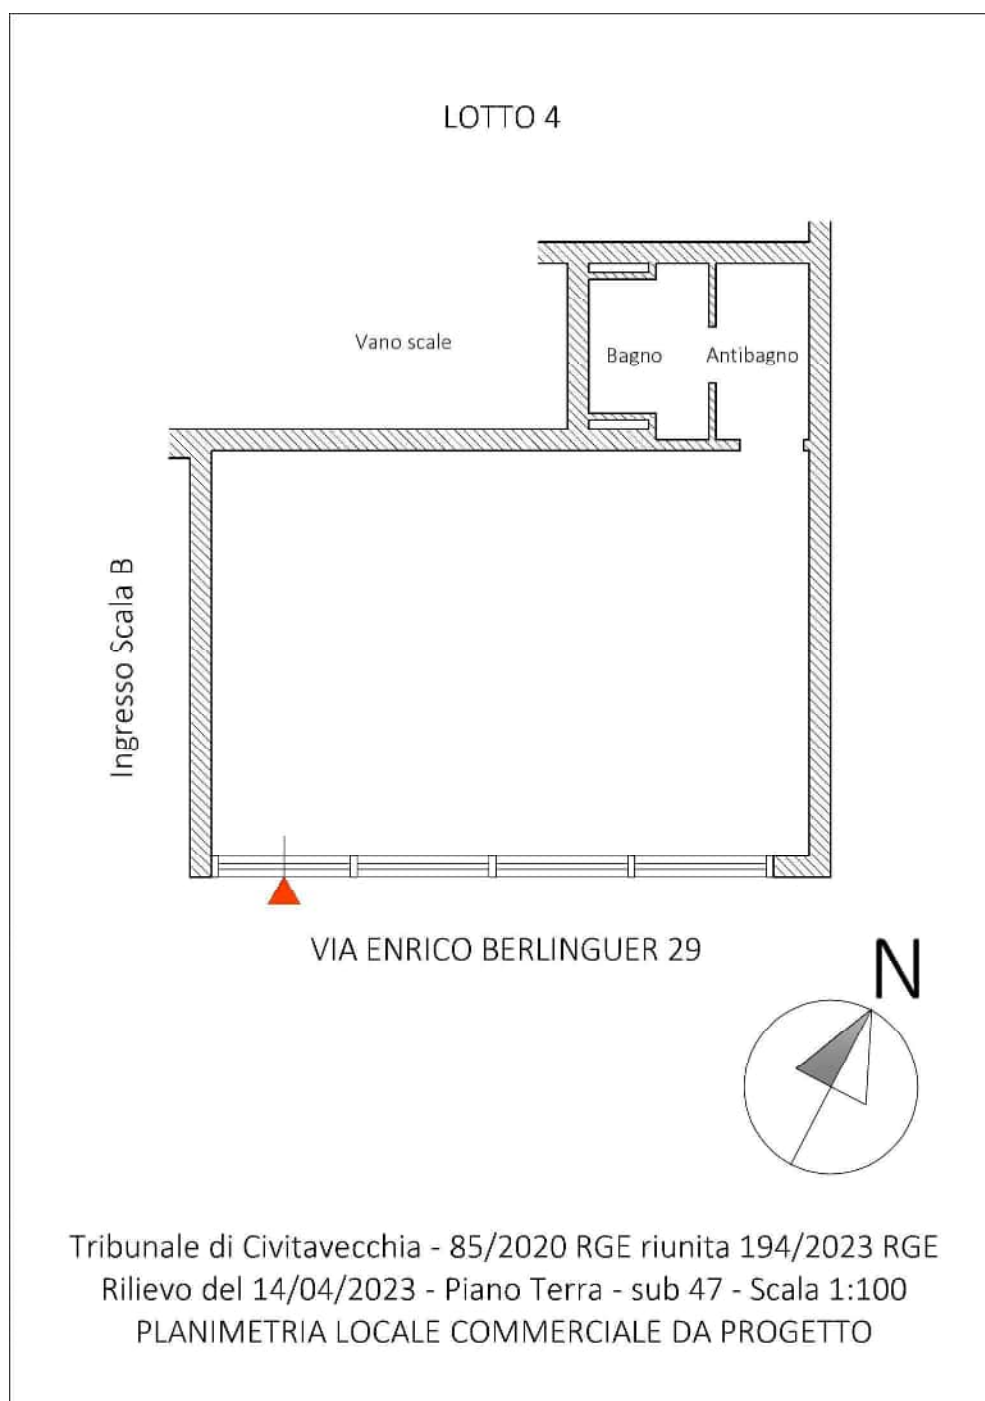 LOTTO 4
Vano scale
Bagno
Antibagno
Ingresso Scala B
VIA ENRICO BERLINGUER 29
N
Tribunale di Civitavecchia - 85/2020 RGE riunita 194/2023 RGE
Rilievo del 14/04/2023 - Piano Terra - sub 47 - Scala 1:100
PLANIMETRIA LOCALE COMMERCIALE DA PROGETTO